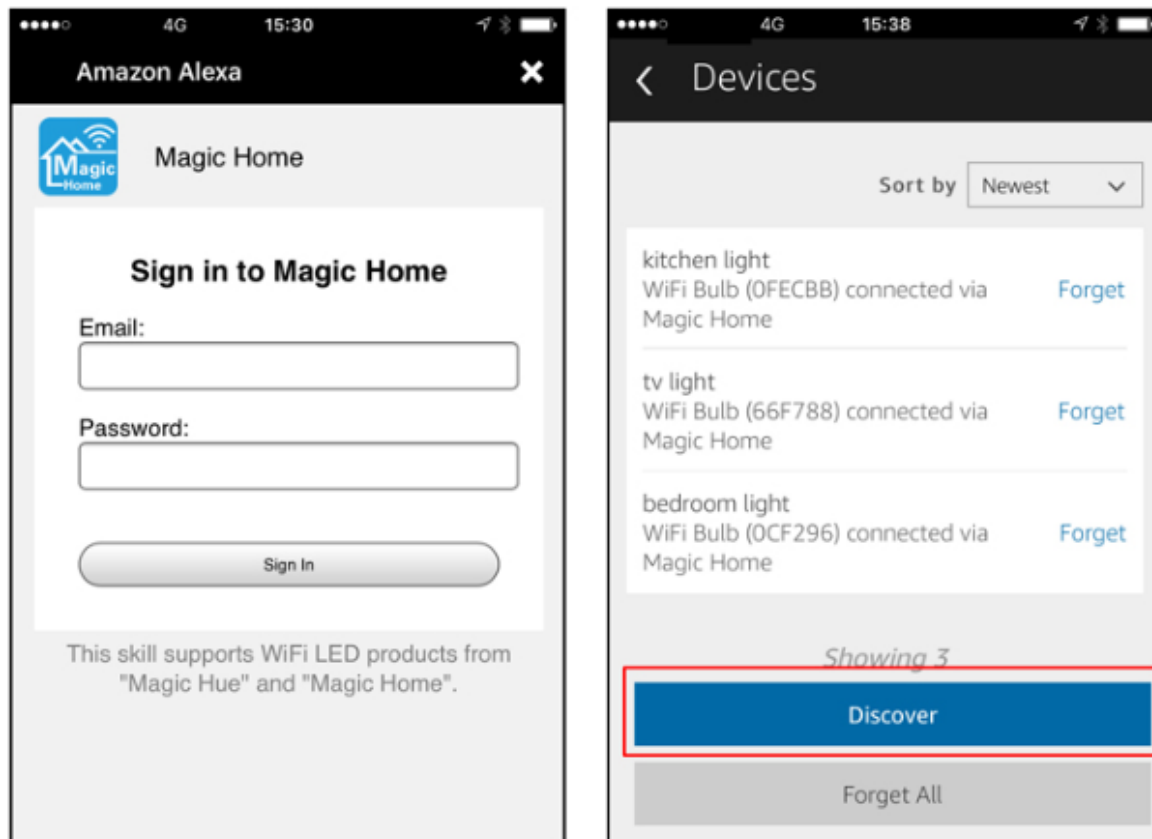 4G 15:30
Amazon Alexa
Magic Home
Magic Home
Sign in to Magic Home
Email:
Password:
Sign In
This skill supports WiFi LED products from
"Magic Hue" and "Magic Home".
4G 15:38
Devices
Sort by Newest
kitchen light
WiFi Bulb (0FECBB) connected via
Magic Home
Forget
tv light
WiFi Bulb (66F788) connected via
Magic Home
Forget
bedroom light
WiFi Bulb (0CF296) connected via
Magic Home
Forget
Showing 3
Discover
Forget All